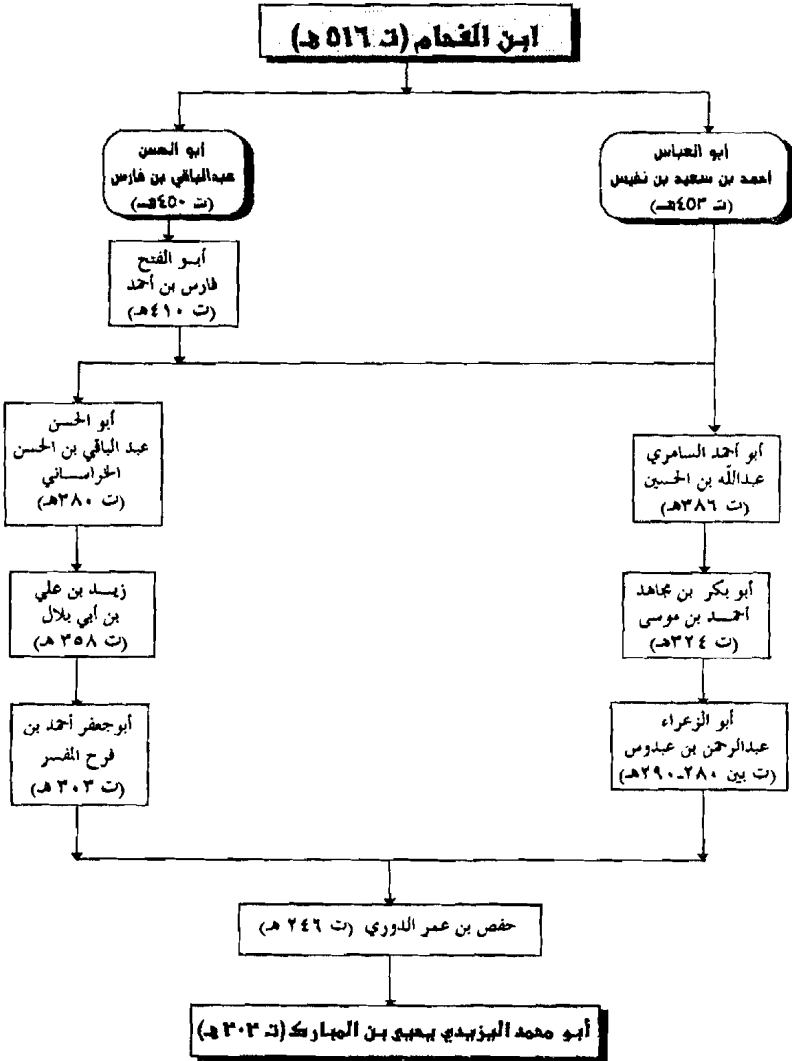 ابن الفحام (ت ٥١٦ هـ)
أبو العباس
احمد بن سعيد بن نفيس
(ت ٤٥٣هـ)
أبو الحسن
عبدالباقي بن فارس
(ت ٤٥٠هـ)
أبو الفتح
فارس بن أحمد
(ت ٤١٠هـ)
أبو أحمد السامري
عبدالله بن الحسين
(ت ٣٨٦هـ)
أبو الحسن
عبد الباقي بن الحسن
الخراساني
(ت ٣٨٠هـ)
أبو بكر بن مجاهد
أحمد بن موسى
(ت ٣٢٤هـ)
زيد بن علي
بن أبي بلال
(ت ٣٥٨ هـ)
أبو الزعراء
عبدالرحمن بن عبدوس
(ت بين ٢٨٠-٢٩٠هـ)
أبوجعفر أحمد بن
فرح المفسر
(ت ٣٠٣ هـ)
حفص بن عمر الدوري (ت ٢٤٦ هـ)
أبو محمد اليزيدي يحيى بن المبارك (ت ٣٠٣ هـ)